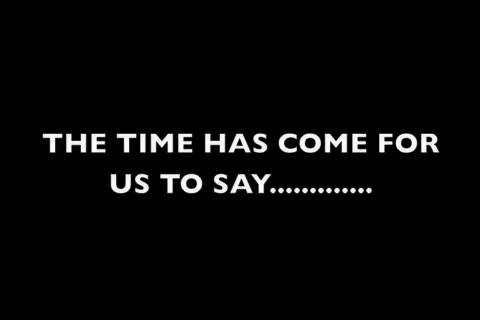 THE TIME HAS COME FOR
US TO SAY.............